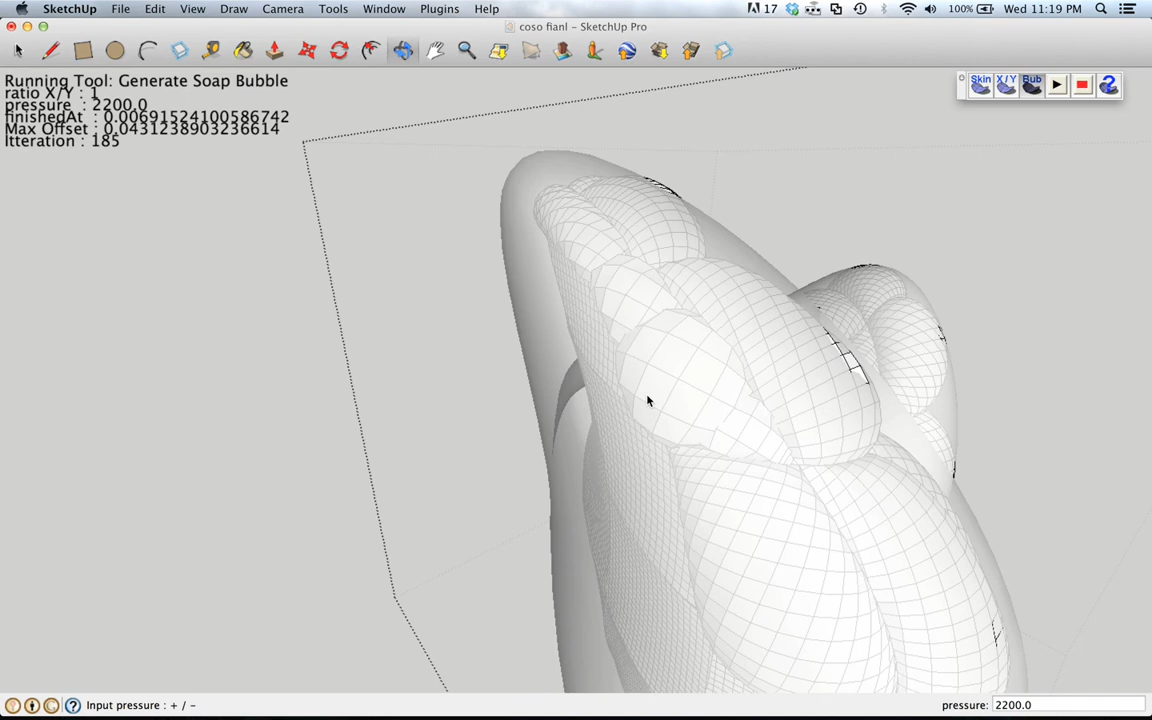 SketchUp File Edit View Draw Camera Tools Window Plugins Help 17 100% Wed 11:19 PM
coso fianl – SketchUp Pro
Running Tool: Generate Soap Bubble
ratio X/Y : 1
pressure : 2200.0
finishedAt : 0.00691524100586742
Max Offset : 0.0431238903236614
Itteration : 185
Skin X/Y Bub
Input pressure : + / -
pressure: 2200.0